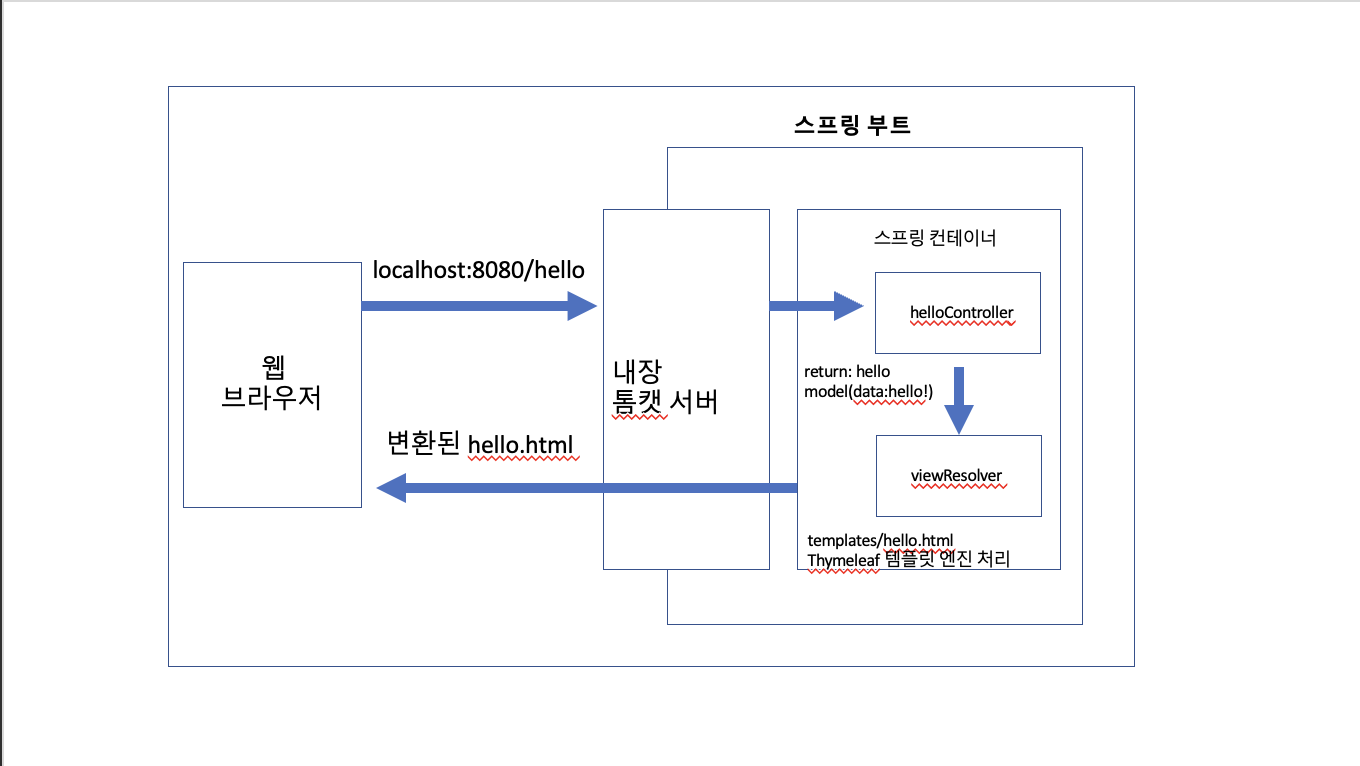 스프링 부트
스프링 컨테이너
localhost:8080/hello
helloController
웹
브라우저
내장
톰캣 서버
return: hello
model(data:hello!)
변환된 hello.html
viewResolver
templates/hello.html
Thymeleaf 템플릿 엔진 처리